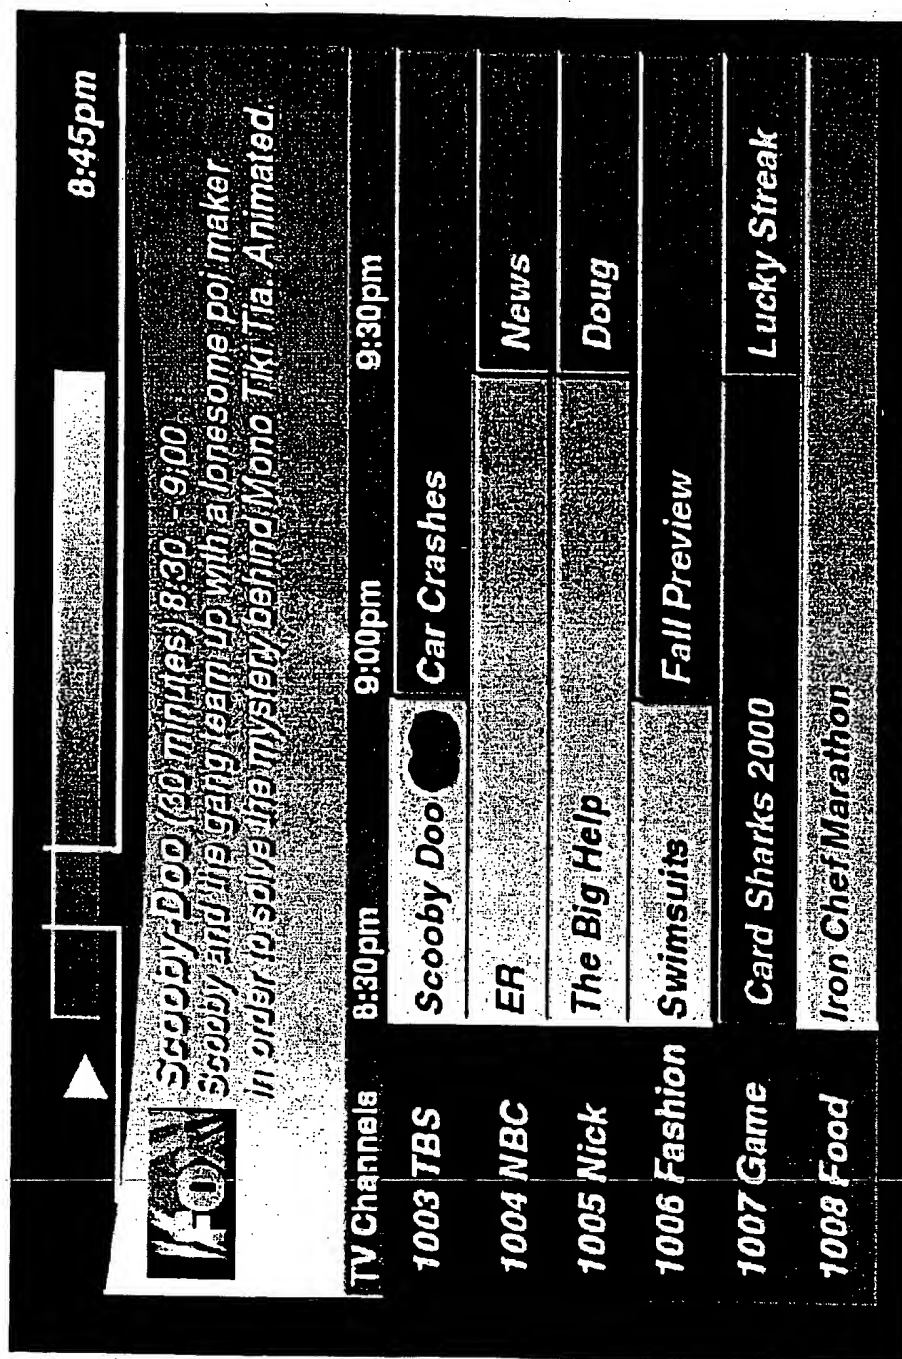 8:45pm
FOX
Scooby-Doo (30 minutes) 8:30 - 9:00
Scooby and the gang team up with a lonesome poi maker
in order to solve the mystery behind Mono Tiki Tia. Animated.
TV Channels 8:30pm 9:00pm 9:30pm
1003 TBS Scooby Doo Car Crashes
1004 NBC ER News
1005 Nick The Big Help Doug
1006 Fashion Swimsuits Fall Preview
1007 Game Card Sharks 2000 Lucky Streak
1008 Food Iron Chef Marathon